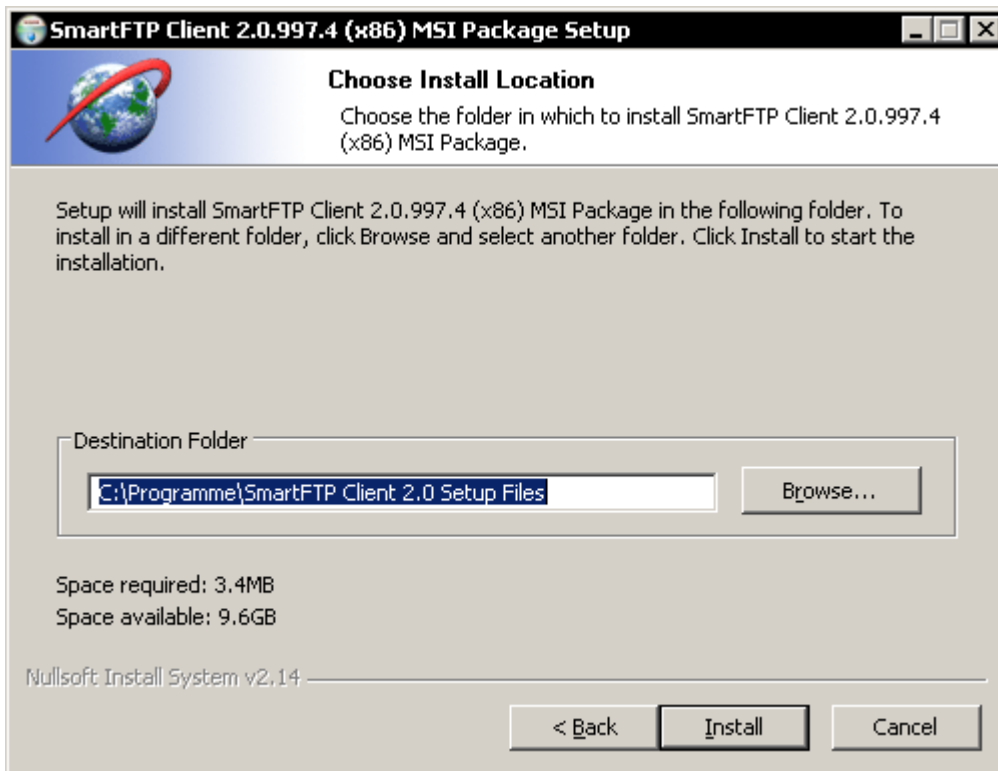 SmartFTP Client 2.0.997.4 (x86) MSI Package Setup
Choose Install Location
Choose the folder in which to install SmartFTP Client 2.0.997.4
(x86) MSI Package.
Setup will install SmartFTP Client 2.0.997.4 (x86) MSI Package in the following folder. To
install in a different folder, click Browse and select another folder. Click Install to start the
installation.
Destination Folder
C:\Programme\SmartFTP Client 2.0 Setup Files
Browse...
Space required: 3.4MB
Space available: 9.6GB
Nullsoft Install System v2.14
< Back
Install
Cancel